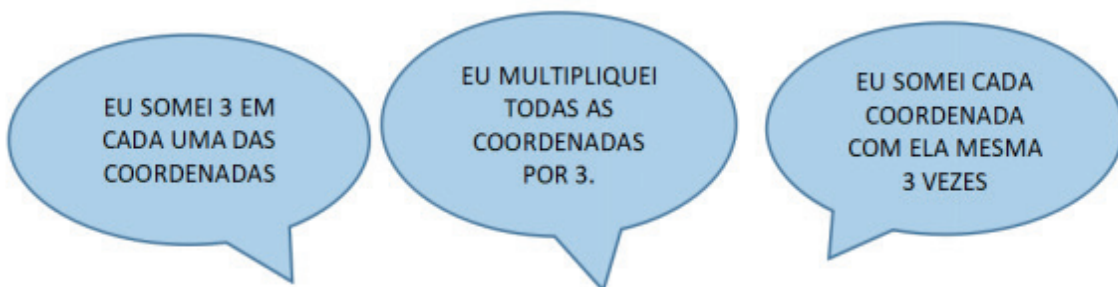 EU SOMEI 3 EM
CADA UMA DAS
COORDENADAS
EU MULTIPLIQUEI
TODAS AS
COORDENADAS
POR 3.
EU SOMEI CADA
COORDENADA
COM ELA MESMA
3 VEZES